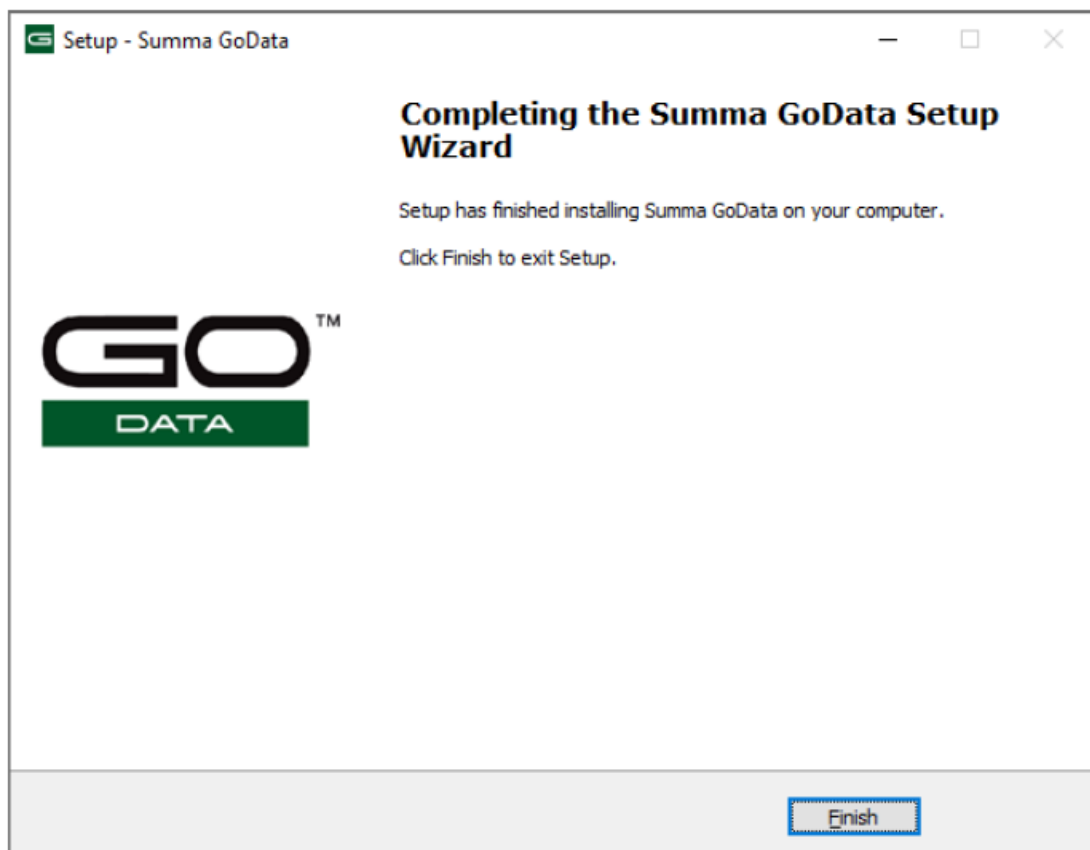 Setup - Summa GoData
Completing the Summa GoData Setup
Wizard
Setup has finished installing Summa GoData on your computer.
Click Finish to exit Setup.
GO™
DATA
Finish